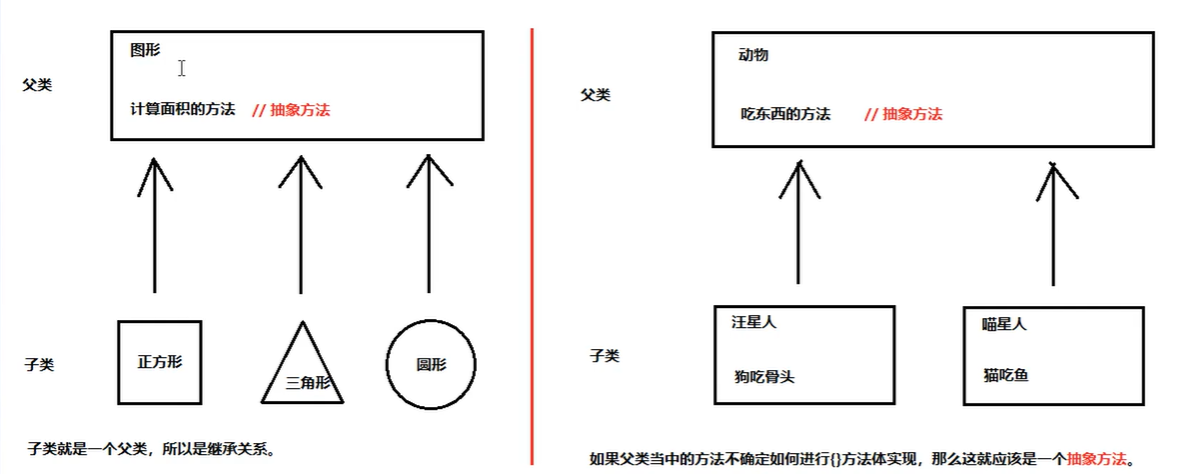 图形
父类
计算面积的方法 // 抽象方法
子类
正方形
三角形
圆形
子类就是一个父类，所以是继承关系。
动物
父类
吃东西的方法 // 抽象方法
汪星人
喵星人
子类
狗吃骨头
猫吃鱼
如果父类当中的方法不确定如何进行{}方法体实现，那么这就应该是一个抽象方法。